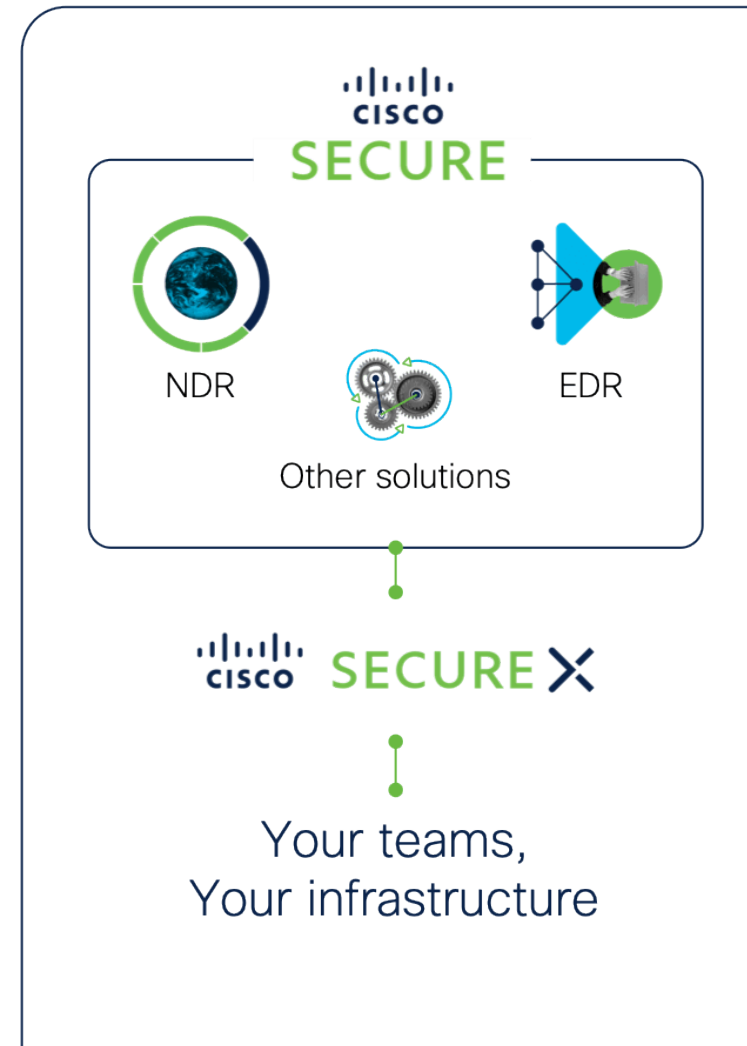 CISCO
SECURE
NDR
EDR
Other solutions
CISCO SECURE X
Your teams,
Your infrastructure